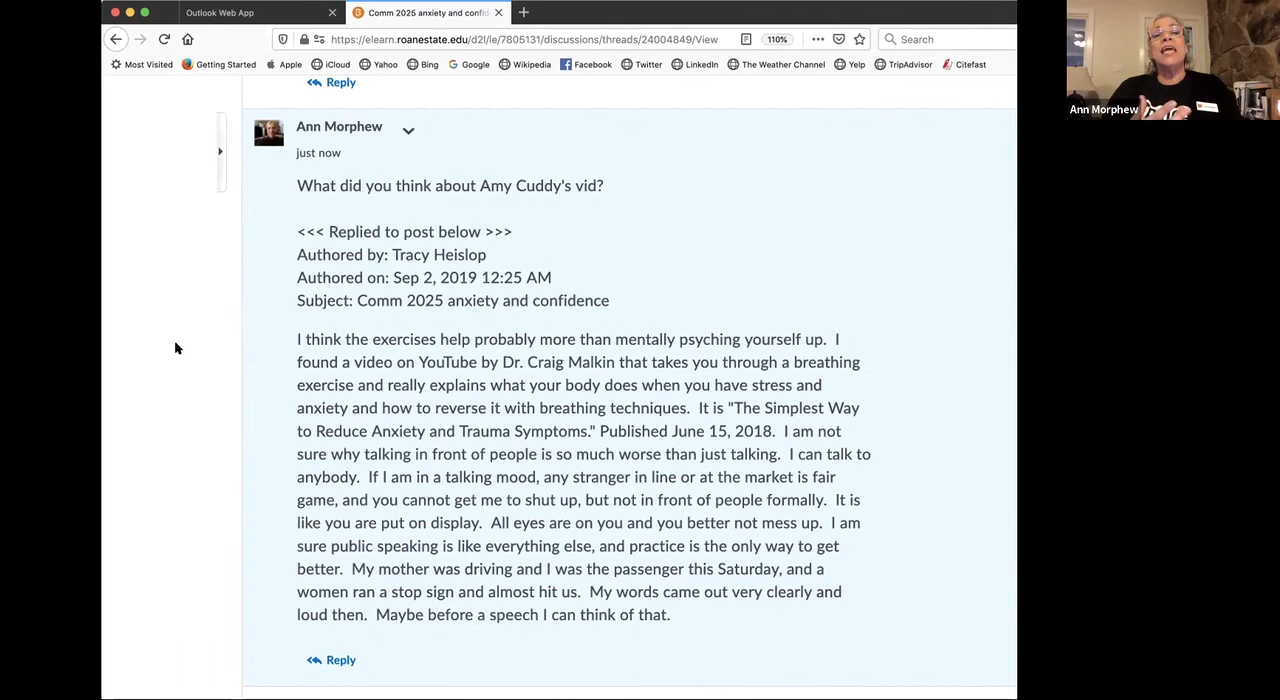 Outlook Web App
Comm 2025 anxiety and confid
https://elearn.roanestate.edu/d2l/le/7805131/discussions/threads/24004849/View
110%
Search
Most Visited Getting Started Apple iCloud Yahoo Bing Google Wikipedia Facebook Twitter LinkedIn The Weather Channel Yelp TripAdvisor Citefast
Ann Morphew
Reply
Ann Morphew
just now
What did you think about Amy Cuddy's vid?
<<< Replied to post below >>>
Authored by: Tracy Heislop
Authored on: Sep 2, 2019 12:25 AM
Subject: Comm 2025 anxiety and confidence
I think the exercises help probably more than mentally psyching yourself up. I
found a video on YouTube by Dr. Craig Malkin that takes you through a breathing
exercise and really explains what your body does when you have stress and
anxiety and how to reverse it with breathing techniques. It is "The Simplest Way
to Reduce Anxiety and Trauma Symptoms." Published June 15, 2018. I am not
sure why talking in front of people is so much worse than just talking. I can talk to
anybody. If I am in a talking mood, any stranger in line or at the market is fair
game, and you cannot get me to shut up, but not in front of people formally. It is
like you are put on display. All eyes are on you and you better not mess up. I am
sure public speaking is like everything else, and practice is the only way to get
better. My mother was driving and I was the passenger this Saturday, and a
women ran a stop sign and almost hit us. My words came out very clearly and
loud then. Maybe before a speech I can think of that.
Reply